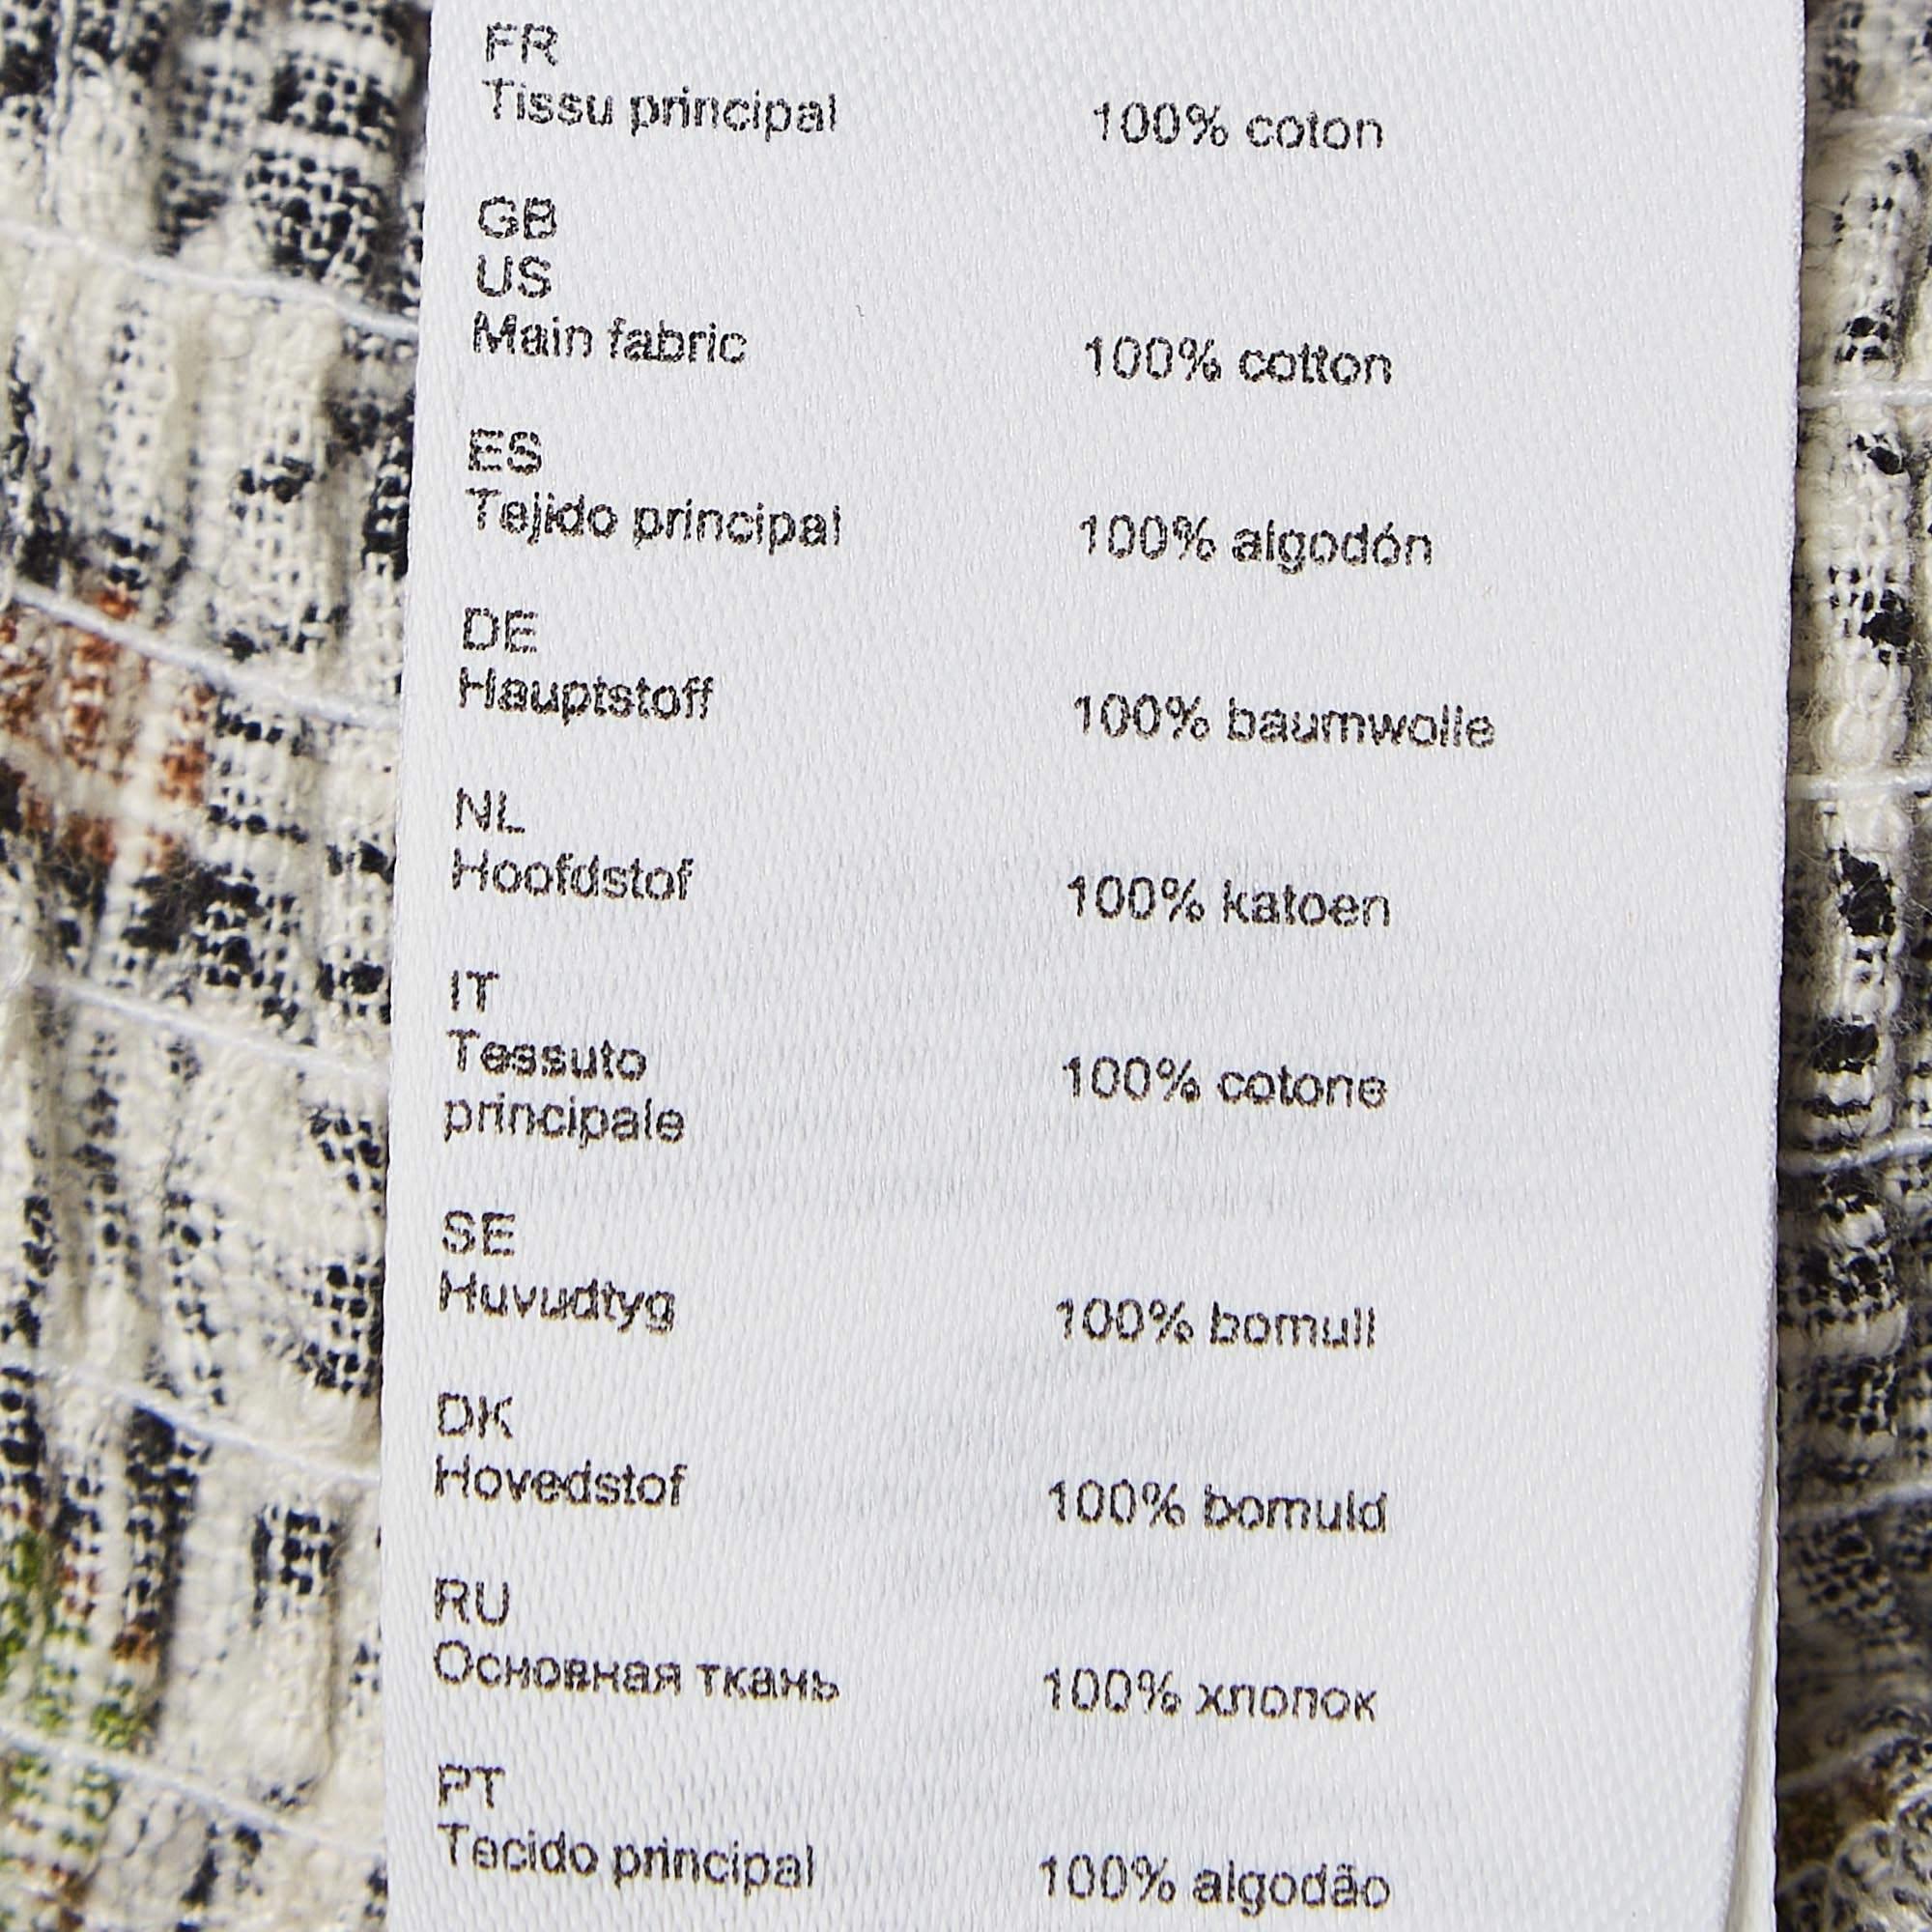 FR
Tissu principal 100% coton
GB
US
Main fabric 100% cotton
ES
Tejido principal 100% algodón
DE
Hauptstoff 100% baumwolle
NL
Hoofdstof 100% katoen
IT
Tessuto 100% cotone
principale
SE
Huvudtyg 100% bomull
DK
Hovedstof 100% bomuld
RU
Основная ткань 100% хлопок
PT
Tecido principal 100% algodão